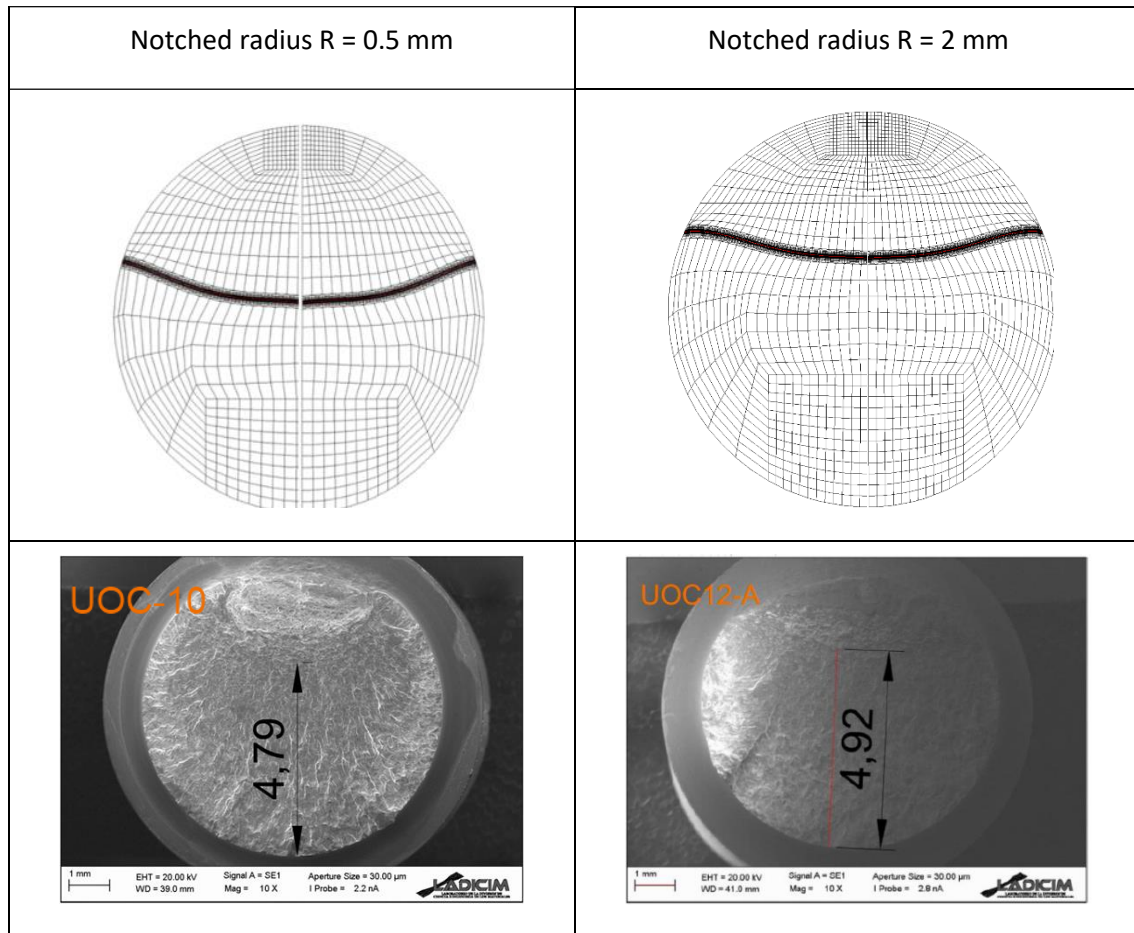 Notched radius R = 0.5 mm
Notched radius R = 2 mm
UOC-10
4,79
1 mm
EHT = 20.00 kV
WD = 39.0 mm
Signal A = SE1
Mag = 10 X
Aperture Size = 30.00 µm
I Probe = 2.2 nA
LADICIM
UOC12-A
4,92
1 mm
EHT = 20.00 kV
WD = 41.0 mm
Signal A = SE1
Mag = 10 X
Aperture Size = 30.00 µm
I Probe = 2.8 nA
LADICIM